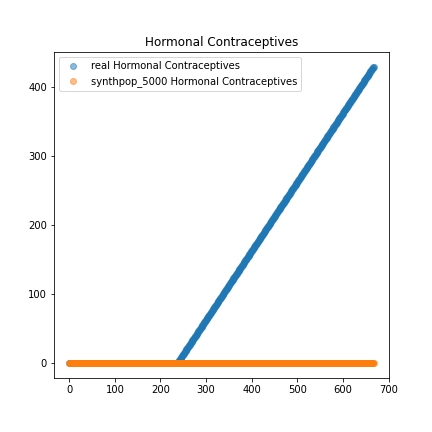 Hormonal Contraceptives
real Hormonal Contraceptives
synthpop_5000 Hormonal Contraceptives
400
300
200
100
0
0 100 200 300 400 500 600 700